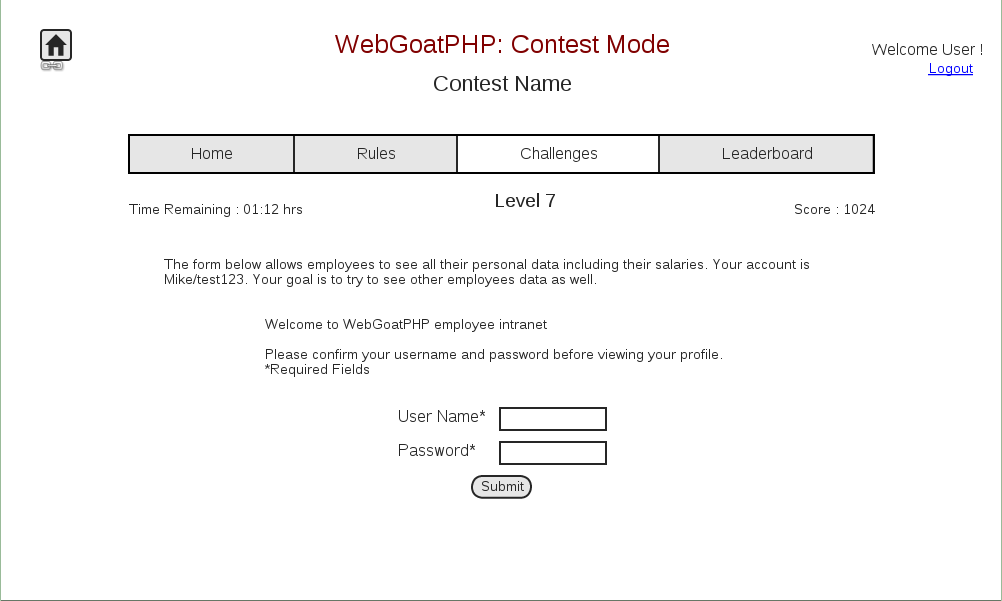 WebGoatPHP: Contest Mode
Welcome User !
Logout
Contest Name
Home
Rules
Challenges
Leaderboard
Level 7
Time Remaining : 01:12 hrs
Score : 1024
The form below allows employees to see all their personal data including their salaries. Your account is
Mike/test123. Your goal is to try to see other employees data as well.
Welcome to WebGoatPHP employee intranet
Please confirm your username and password before viewing your profile.
*Required Fields
User Name*
Password*
Submit